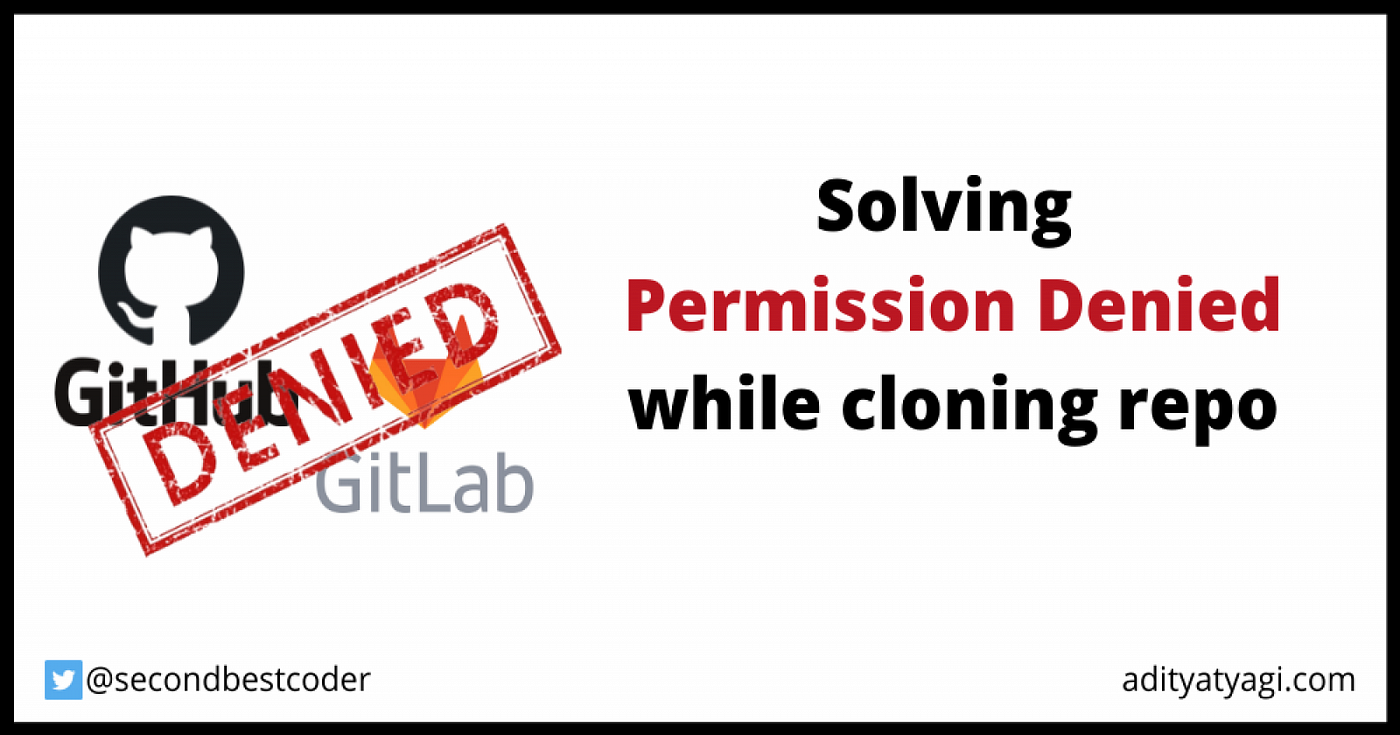 Solving
Permission Denied
while cloning repo
GitHub
DENIED
GitLab
@secondbestcoder
adityatyagi.com